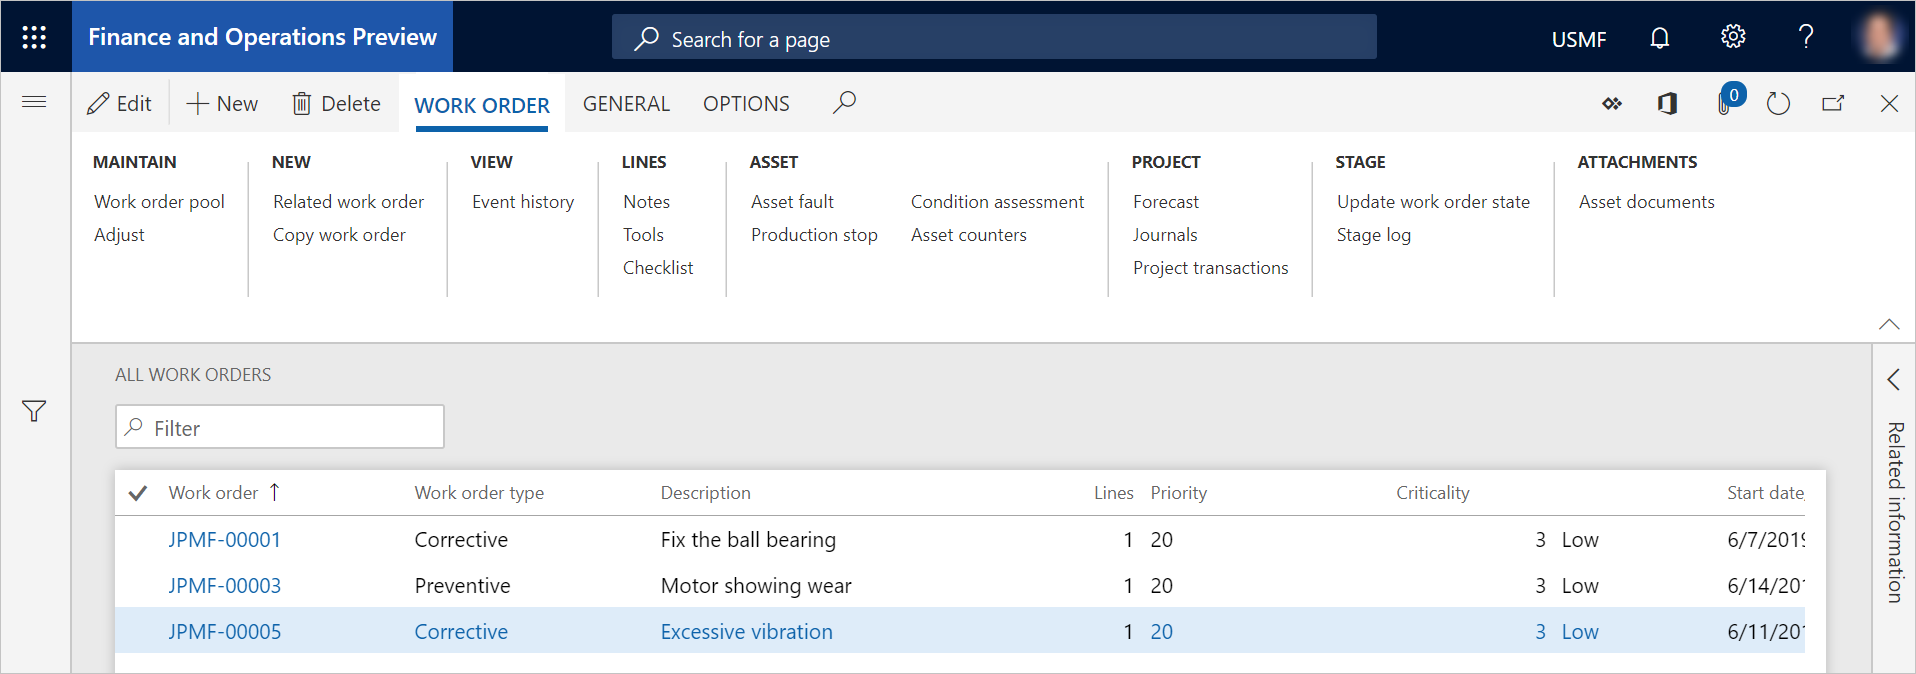 Finance and Operations Preview
Search for a page
USMF
Edit
New
Delete
WORK ORDER
GENERAL
OPTIONS
0
MAINTAIN
Work order pool
Adjust
NEW
Related work order
Copy work order
VIEW
Event history
LINES
Notes
Tools
Checklist
ASSET
Asset fault
Production stop
Condition assessment
Asset counters
PROJECT
Forecast
Journals
Project transactions
STAGE
Update work order state
Stage log
ATTACHMENTS
Asset documents
ALL WORK ORDERS
Filter
Work order Work order type Description Lines Priority Criticality Start date
JPMF-00001 Corrective Fix the ball bearing 1 20 3 Low 6/7/2019
JPMF-00003 Preventive Motor showing wear 1 20 3 Low 6/14/201
JPMF-00005 Corrective Excessive vibration 1 20 3 Low 6/11/201
Related information